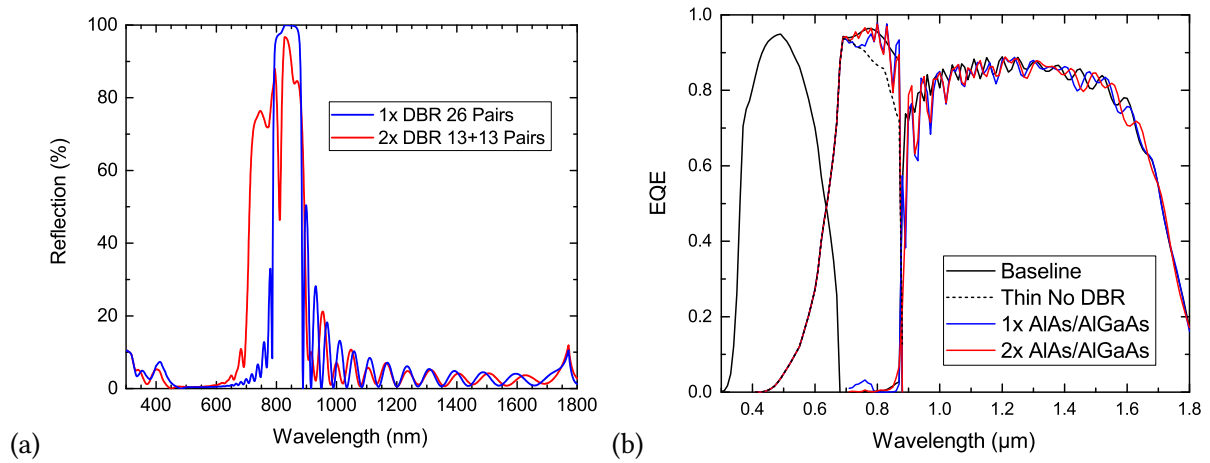 100
80
60
40
20
0
Reflection (%)
1x DBR 26 Pairs
2x DBR 13+13 Pairs
400 600 800 1000 1200 1400 1600 1800
Wavelength (nm)
(a)
1.0
0.8
0.6
0.4
0.2
0.0
EQE
Baseline
Thin No DBR
1x AlAs/AlGaAs
2x AlAs/AlGaAs
0.4 0.6 0.8 1.0 1.2 1.4 1.6 1.8
Wavelength (µm)
(b)